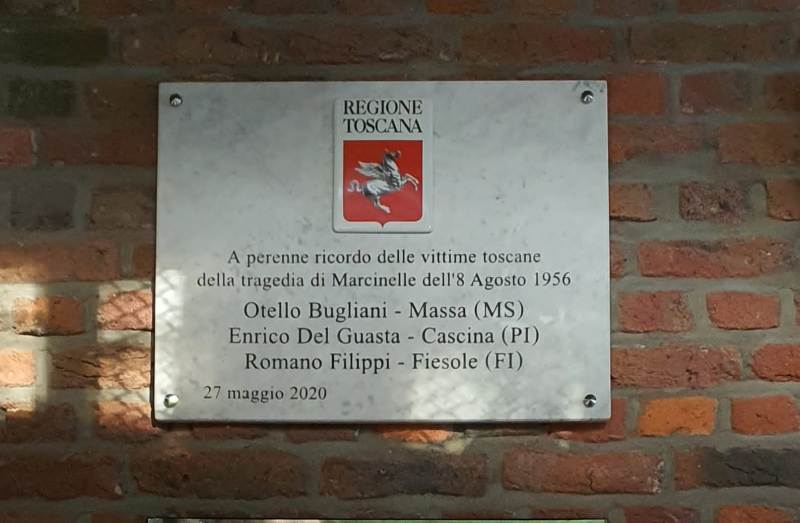 REGIONE
TOSCANA
A perenne ricordo delle vittime toscane
della tragedia di Marcinelle dell'8 Agosto 1956
Otello Bugliani - Massa (MS)
Enrico Del Guasta - Cascina (PI)
Romano Filippi - Fiesole (FI)
27 maggio 2020